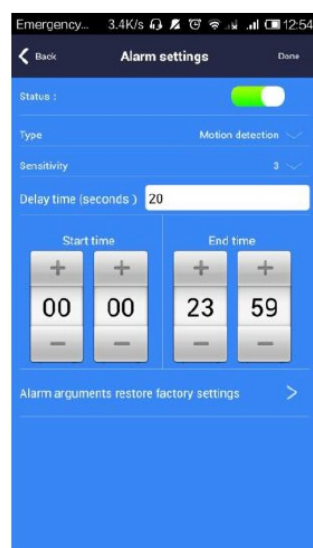 Emergency... 3.4K/s 12:54
Back Alarm settings Done
Status :
Type Motion detection
Sensitivity 3
Delay time (seconds ) 20
Start time End time
+ + + +
00 00 23 59
− − − −
Alarm arguments restore factory settings >